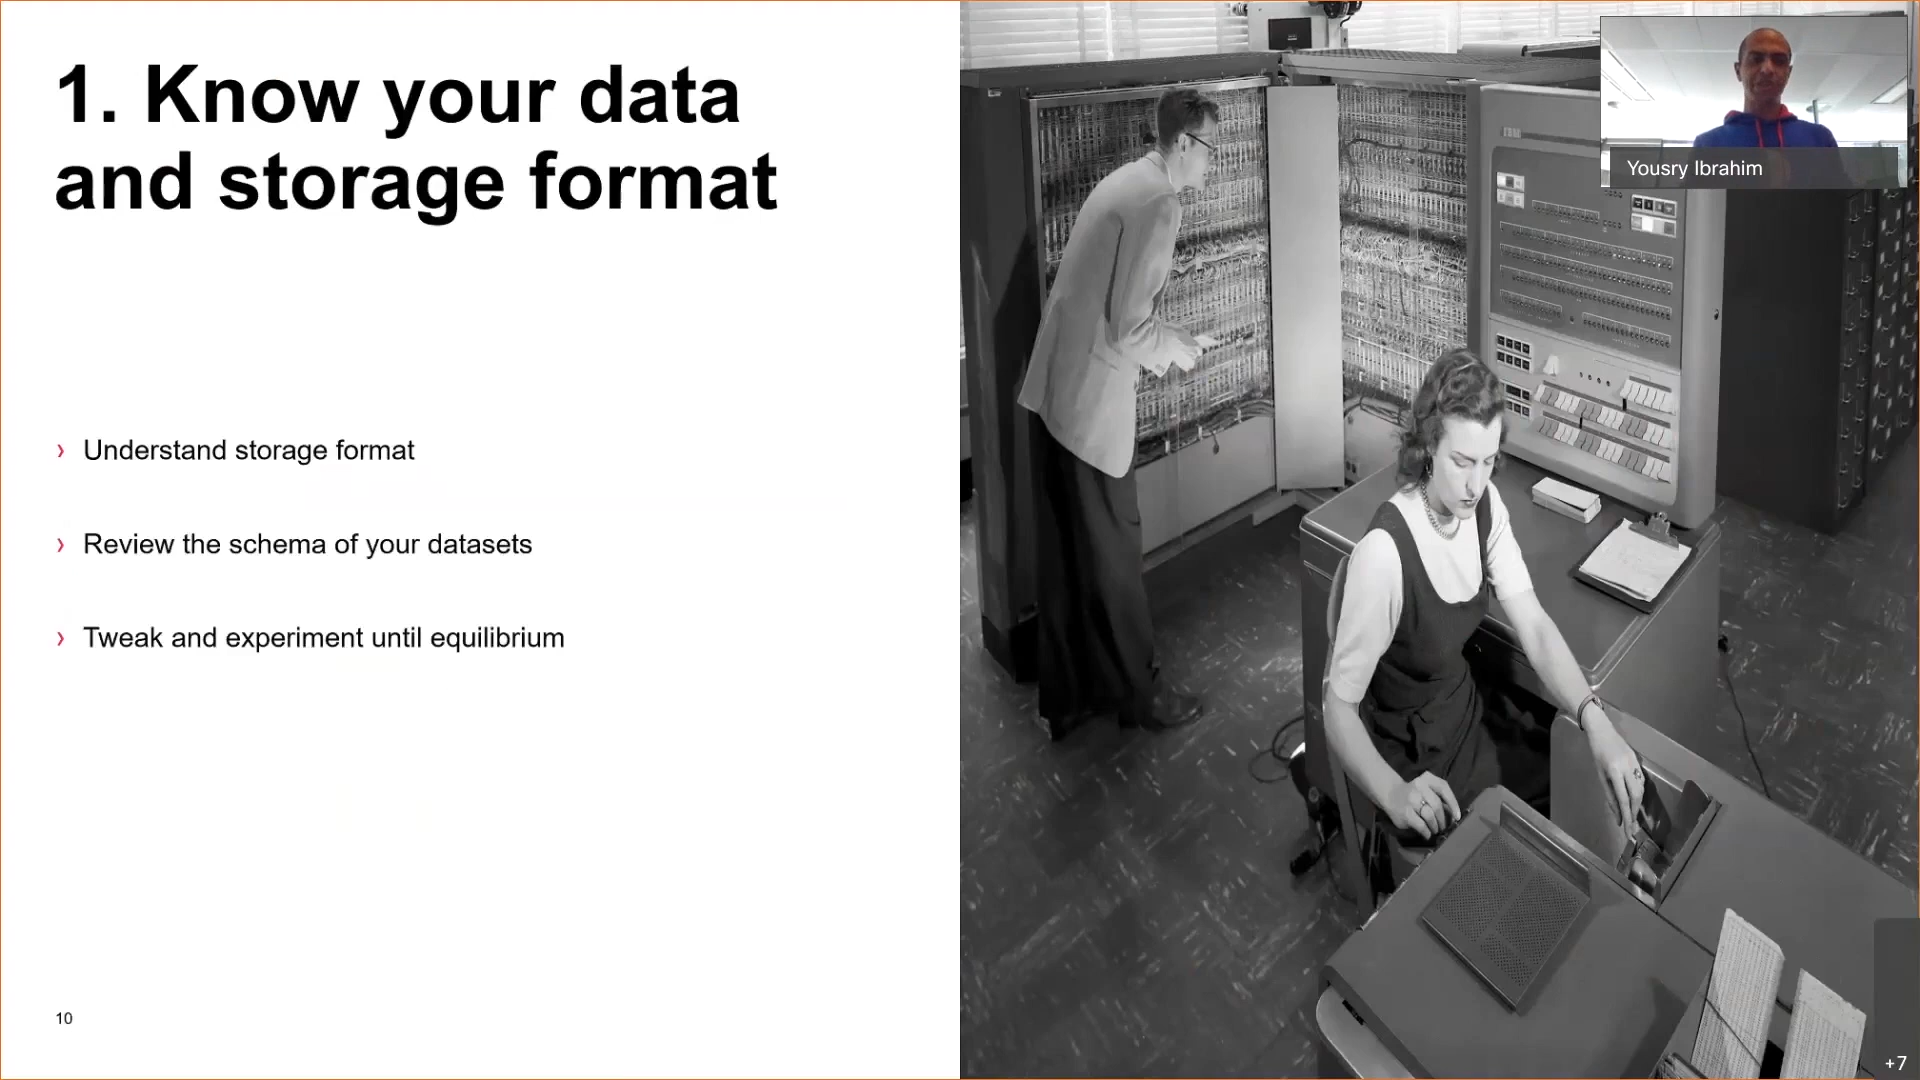 1. Know your data
and storage format
› Understand storage format
› Review the schema of your datasets
› Tweak and experiment until equilibrium
10
IBM
Yousry Ibrahim
+7